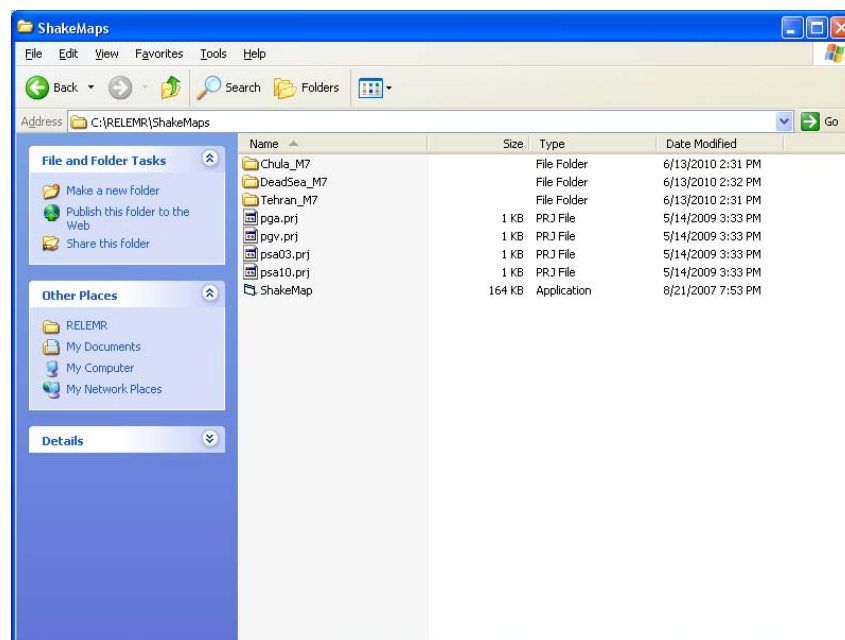 ShakeMaps
File Edit View Favorites Tools Help
Back Search Folders
Address C:\RELEMR\ShakeMaps Go
File and Folder Tasks
Make a new folder
Publish this folder to the
Web
Share this folder
Other Places
RELEMR
My Documents
My Computer
My Network Places
Details
Name Size Type Date Modified
Chula_M7 File Folder 6/13/2010 2:31 PM
DeadSea_M7 File Folder 6/13/2010 2:32 PM
Tehran_M7 File Folder 6/13/2010 2:31 PM
pga.prj 1 KB PRJ File 5/14/2009 3:33 PM
pgv.prj 1 KB PRJ File 5/14/2009 3:33 PM
psa03.prj 1 KB PRJ File 5/14/2009 3:33 PM
psa10.prj 1 KB PRJ File 5/14/2009 3:33 PM
ShakeMap 164 KB Application 8/21/2007 7:53 PM